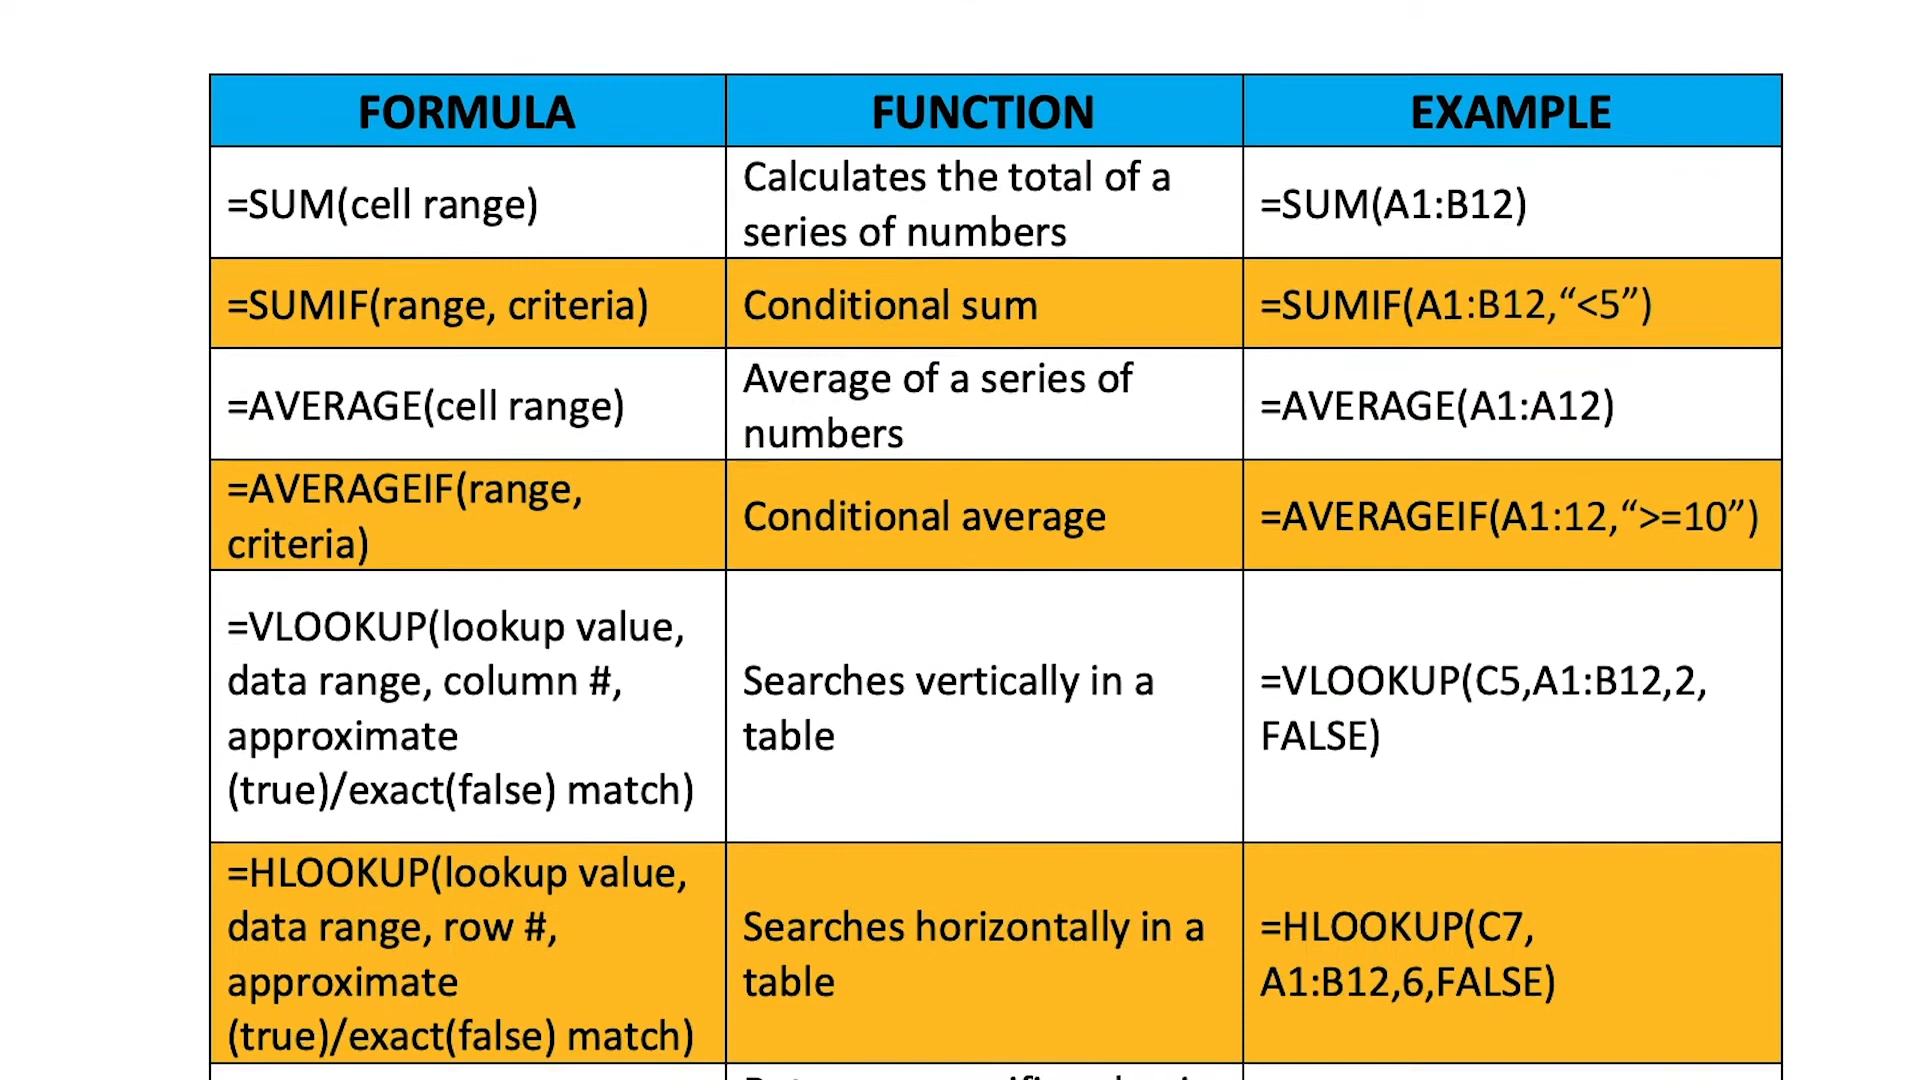 FORMULA
FUNCTION
EXAMPLE
=SUM(cell range)
Calculates the total of a
series of numbers
=SUM(A1:B12)
=SUMIF(range, criteria)
Conditional sum
=SUMIF(A1:B12,“<5”)
=AVERAGE(cell range)
Average of a series of
numbers
=AVERAGE(A1:A12)
=AVERAGEIF(range,
criteria)
Conditional average
=AVERAGEIF(A1:12,“>=10”)
=VLOOKUP(lookup value,
data range, column #,
approximate
(true)/exact(false) match)
Searches vertically in a
table
=VLOOKUP(C5,A1:B12,2,
FALSE)
=HLOOKUP(lookup value,
data range, row #,
approximate
(true)/exact(false) match)
Searches horizontally in a
table
=HLOOKUP(C7,
A1:B12,6,FALSE)